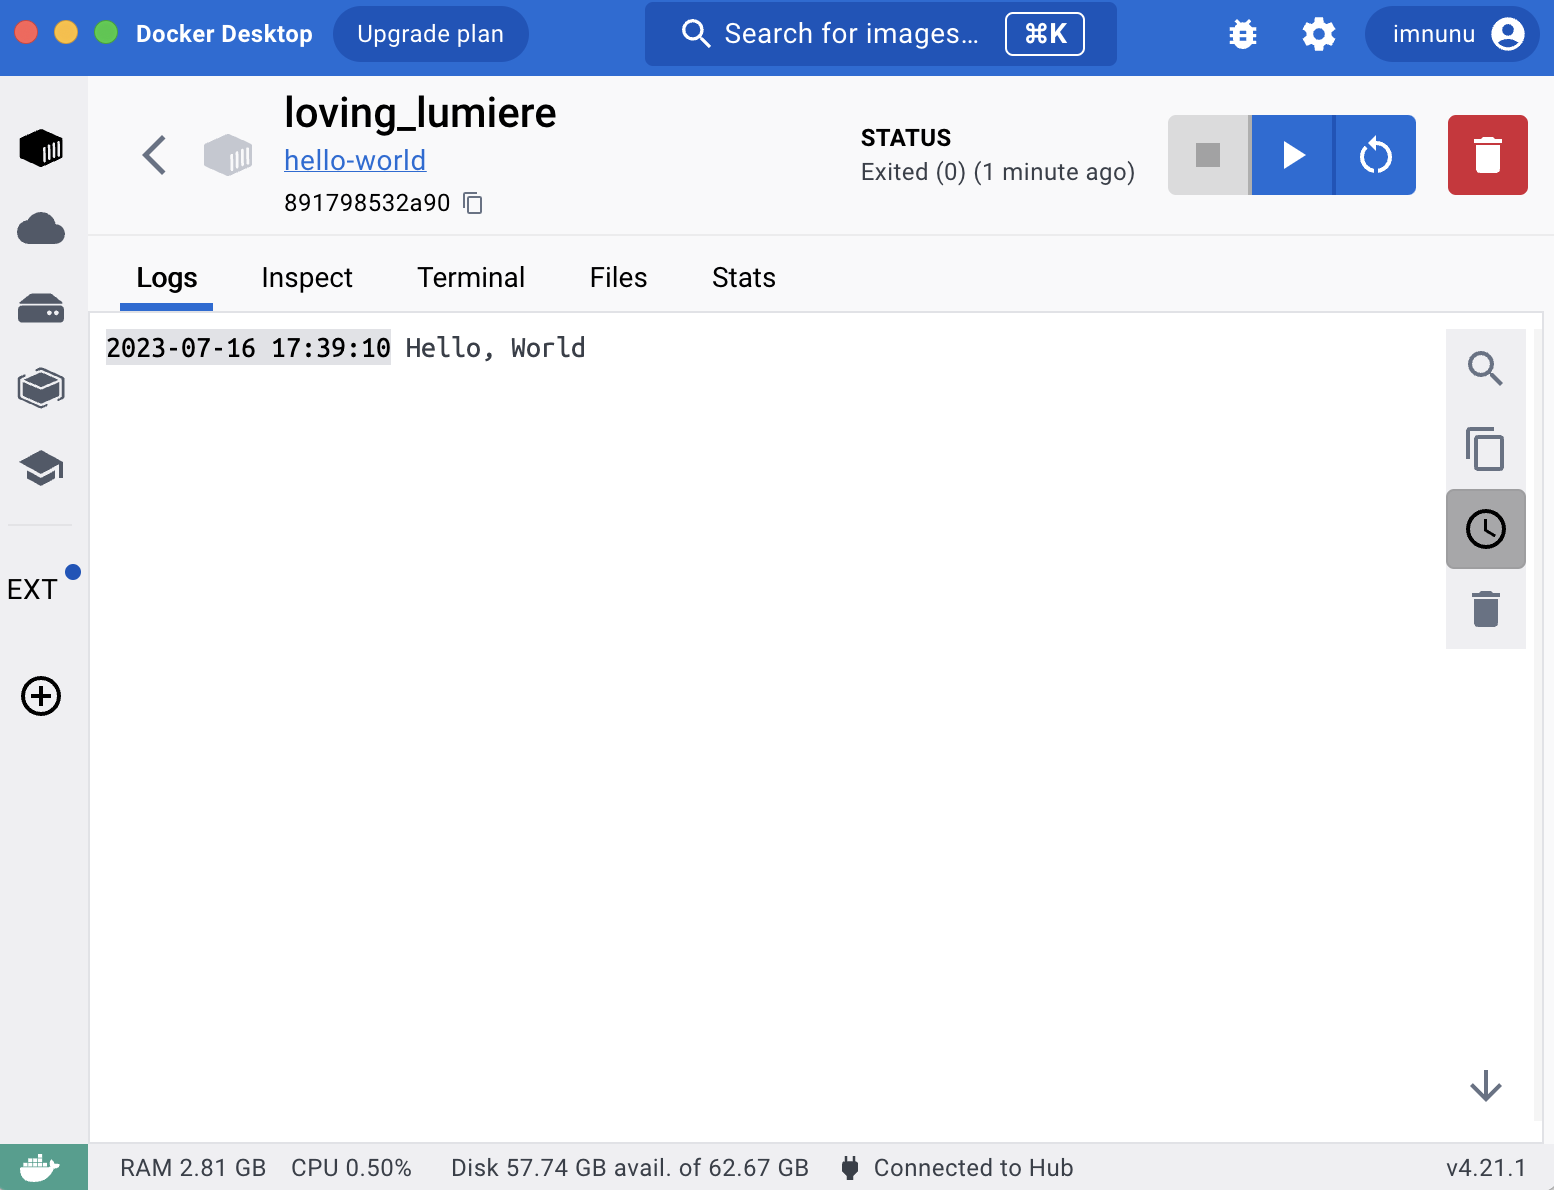 Docker Desktop
Upgrade plan
Search for images...
⌘K
imnunu
loving_lumiere
hello-world
891798532a90
STATUS
Exited (0) (1 minute ago)
Logs
Inspect
Terminal
Files
Stats
2023-07-16 17:39:10 Hello, World
EXT
RAM 2.81 GB
CPU 0.50%
Disk 57.74 GB avail. of 62.67 GB
Connected to Hub
v4.21.1